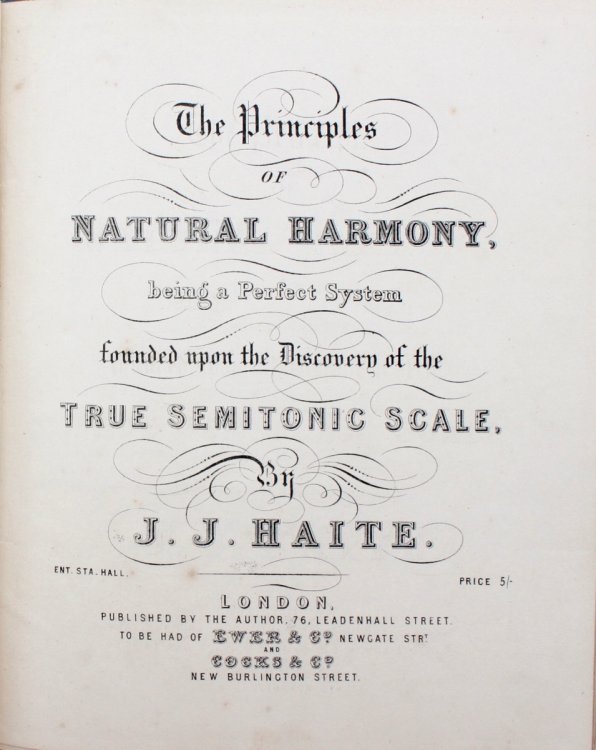 The Principles
OF
NATURAL HARMONY,
being a Perfect System
founded upon the Discovery of the
TRUE SEMITONIC SCALE,
By
J. J. HAITE.
ENT. STA. HALL.
PRICE 5/-
LONDON,
PUBLISHED BY THE AUTHOR, 76, LEADENHALL STREET.
TO BE HAD OF EWER & Co. NEWGATE STRT.
AND
COCKS & Co.
NEW BURLINGTON STREET.